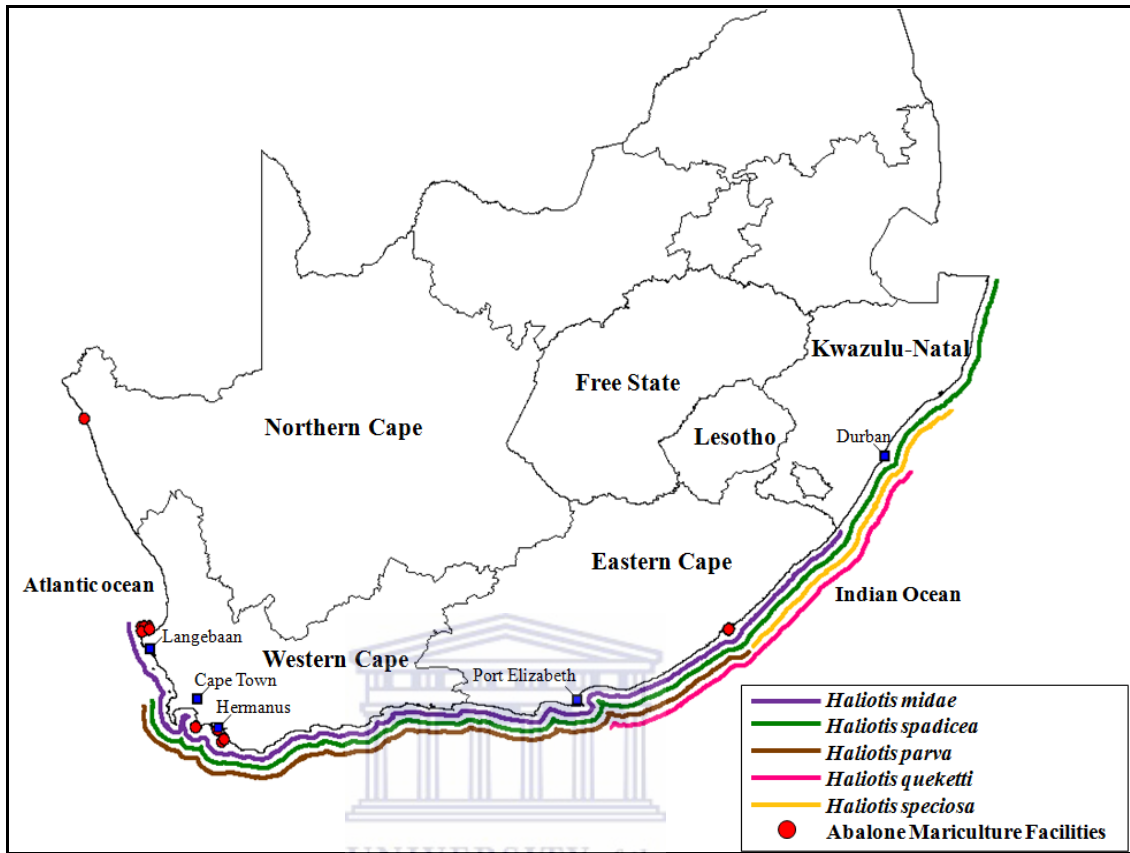 Kwazulu-Natal
Free State
Northern Cape
Lesotho
Durban
Eastern Cape
Atlantic ocean
Indian Ocean
Langebaan
Western Cape
Port Elizabeth
Cape Town
Hermanus
Haliotis midae
Haliotis spadicea
Haliotis parva
Haliotis queketti
Haliotis speciosa
Abalone Mariculture Facilities